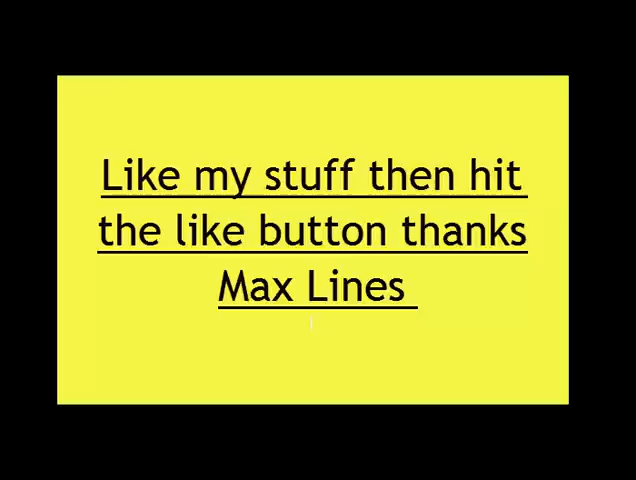 Like my stuff then hit
the like button thanks
Max Lines